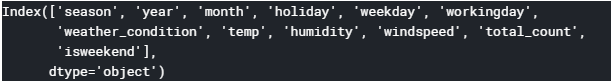 Index(['season', 'year', 'month', 'holiday', 'weekday', 'workingday',
'weather_condition', 'temp', 'humidity', 'windspeed', 'total_count',
'isweekend'],
dtype='object')